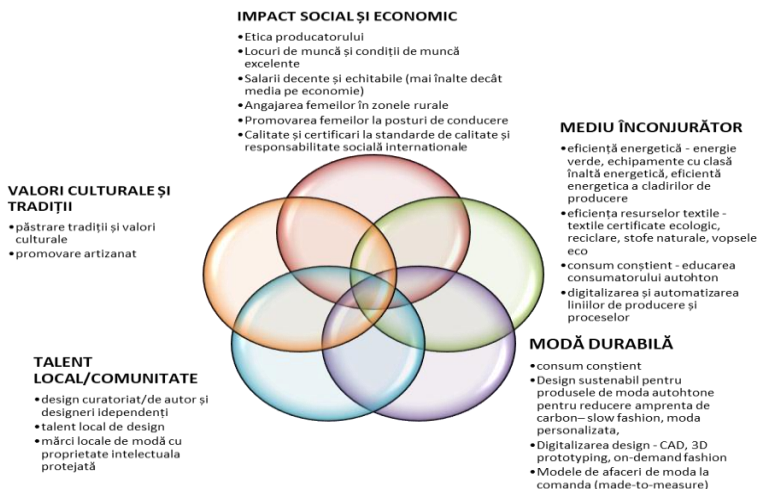 IMPACT SOCIAL ȘI ECONOMIC
•Etica producatorului
•Locuri de muncă și condiții de muncă
excelente
•Salarii decente și echitabile (mai înalte decât
media pe economie)
•Angajarea femeilor în zonele rurale
•Promovarea femeilor la posturi de conducere
•Calitate și certificari la standarde de calitate și
responsabilitate socială internationale
MEDIU ÎNCONJURĂTOR
•eficiență energetică - energie
verde, echipamente cu clasă
înaltă energetică, eficientă
energetica a cladirilor de
producere
•eficiența resurselor textile -
textile certificate ecologic,
reciclare, stofe naturale, vopsele
eco
•consum conștient - educarea
consumatorului autohton
•digitalizarea și automatizarea
liniilor de producere și
proceselor
MODĂ DURABILĂ
•consum conștient
•Design sustenabil pentru
produsele de moda autohtone
pentru reducere amprenta de
carbon– slow fashion, moda
personalizata,
•Digitalizarea design - CAD, 3D
prototyping, on-demand fashion
•Modele de afaceri de moda la
comanda (made-to-measure)
TALENT
LOCAL/COMUNITATE
•design curatoriat/de autor și
designeri idependenți
•talent local de design
•mărci locale de modă cu
proprietate intelectuala
protejată
VALORI CULTURALE ȘI
TRADIȚII
•păstrare tradiții și valori
culturale
•promovare artizanat